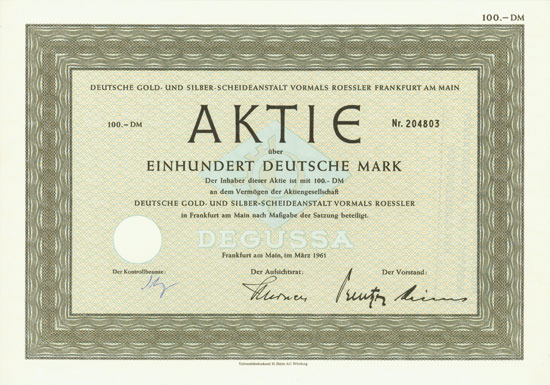 100.– DM
DEUTSCHE GOLD- UND SILBER-SCHEIDEANSTALT VORMALS ROESSLER FRANKFURT AM MAIN
100.– DM
AKTIE
Nr. 204803
über
EINHUNDERT DEUTSCHE MARK
Der Inhaber dieser Aktie ist mit 100.– DM
an dem Vermögen der Aktiengesellschaft
DEUTSCHE GOLD- UND SILBER-SCHEIDEANSTALT VORMALS ROESSLER
in Frankfurt am Main nach Maßgabe der Satzung beteiligt.
DEGUSSA
Frankfurt am Main, im März 1961
Der Kontrollbeamte: Der Aufsichtsrat: Der Vorstand: